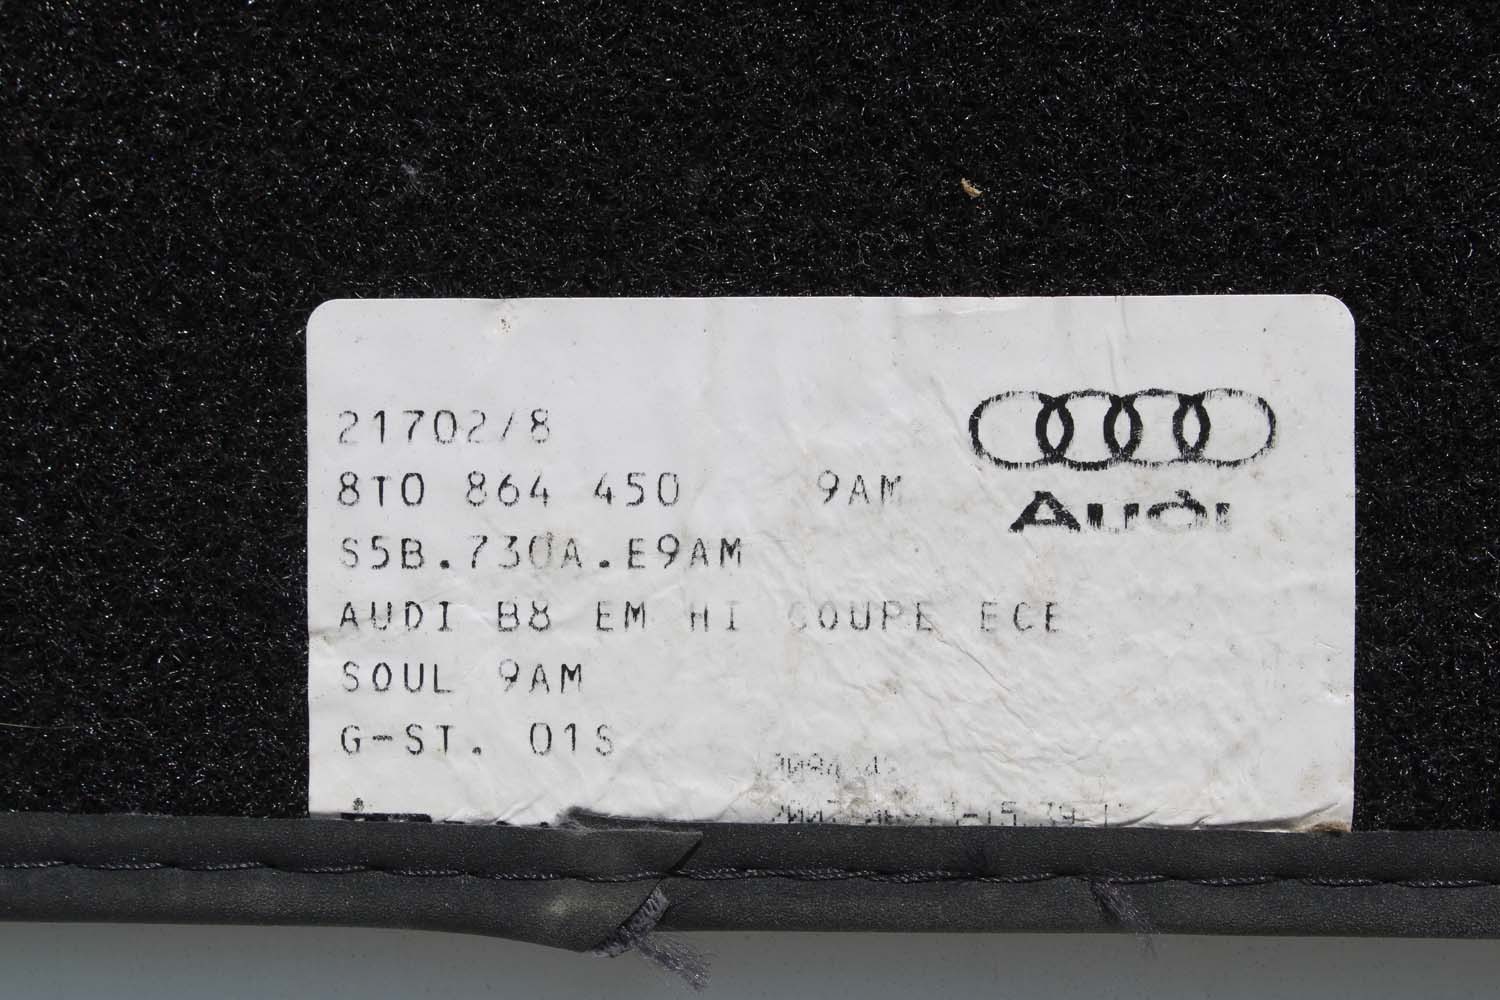 21702/8
8T0 864 450 9AM
S5B.730A.E9AM
AUDI B8 EM HI COUPE ECE
SOUL 9AM
G-ST. 01S
Audi